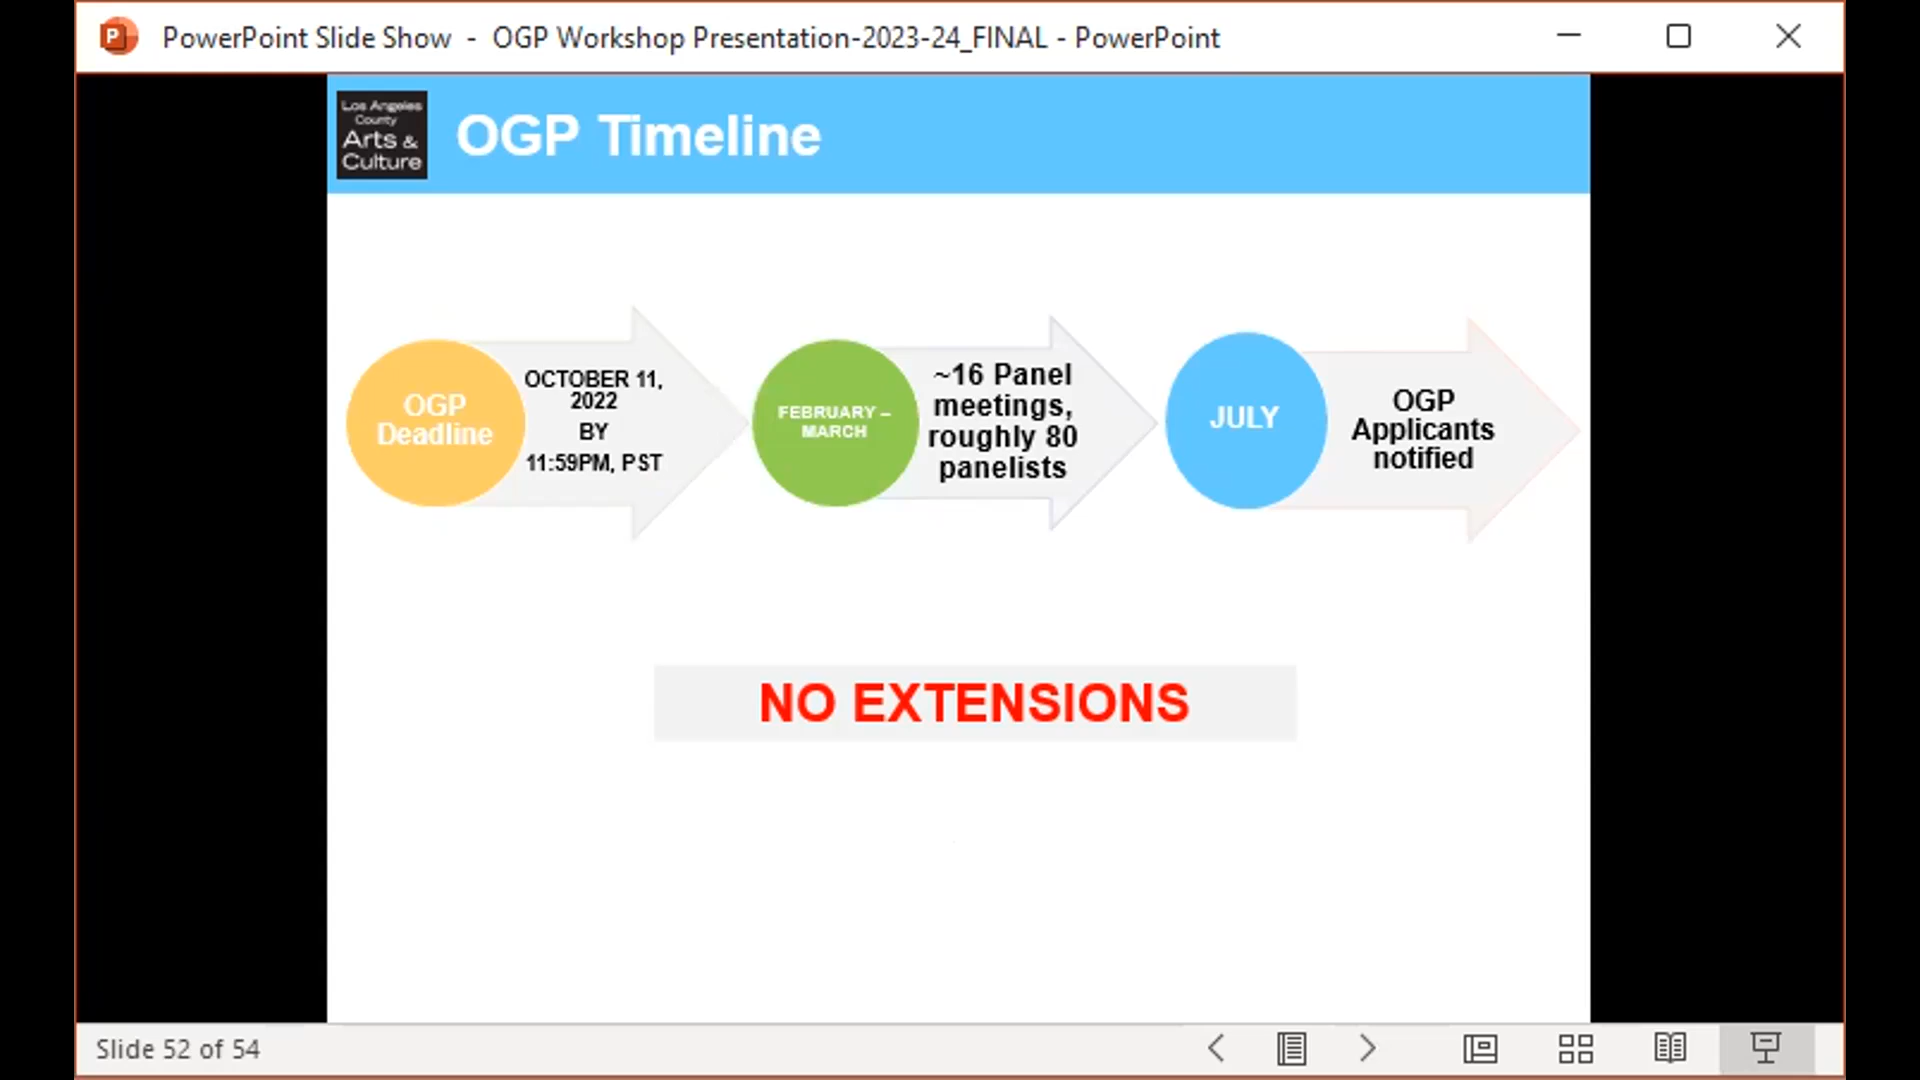 PowerPoint Slide Show - OGP Workshop Presentation-2023-24_FINAL - PowerPoint
Los Angeles
County
Arts &
Culture
OGP Timeline
OGP
Deadline
OCTOBER 11,
2022
BY
11:59PM, PST
FEBRUARY –
MARCH
~16 Panel
meetings,
roughly 80
panelists
JULY
OGP
Applicants
notified
NO EXTENSIONS
Slide 52 of 54